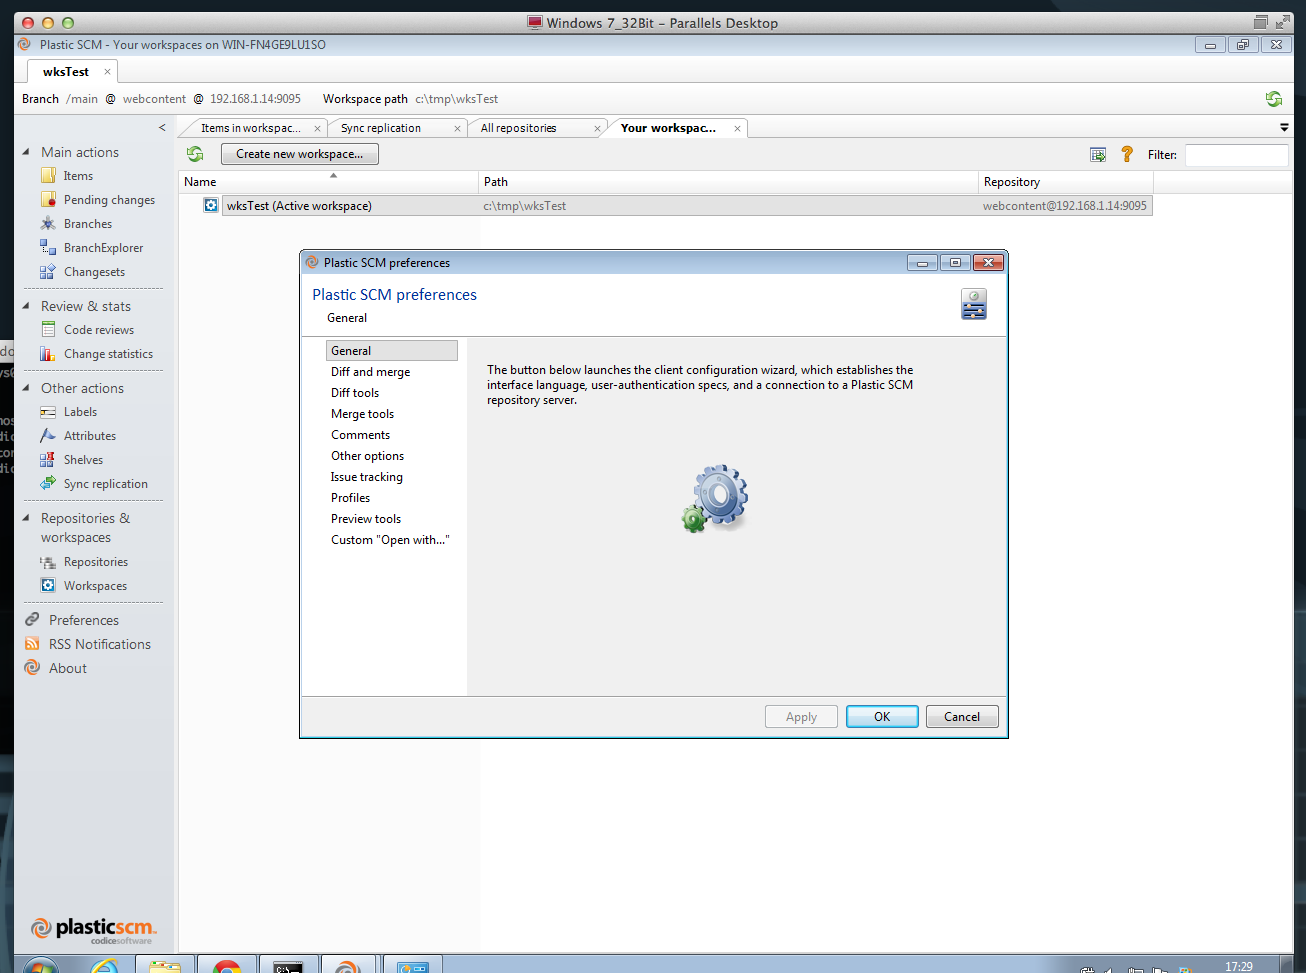 Windows 7_32Bit - Parallels Desktop
Plastic SCM - Your workspaces on WIN-FN4GE9LU1SO
wksTest
Branch /main @ webcontent @ 192.168.1.14:9095 Workspace path c:\tmp\wksTest
Items in workspac...
Sync replication
All repositories
Your workspac...
Create new workspace...
Filter:
Name
Path
Repository
wksTest (Active workspace)
c:\tmp\wksTest
webcontent@192.168.1.14:9095
Main actions
Items
Pending changes
Branches
BranchExplorer
Changesets
Review & stats
Code reviews
Change statistics
Other actions
Labels
Attributes
Shelves
Sync replication
Repositories &
workspaces
Repositories
Workspaces
Preferences
RSS Notifications
About
Plastic SCM preferences
Plastic SCM preferences
General
General
Diff and merge
Diff tools
Merge tools
Comments
Other options
Issue tracking
Profiles
Preview tools
Custom "Open with..."
The button below launches the client configuration wizard, which establishes the
interface language, user-authentication specs, and a connection to a Plastic SCM
repository server.
Apply
OK
Cancel
plasticscm
codicesoftware
17:29